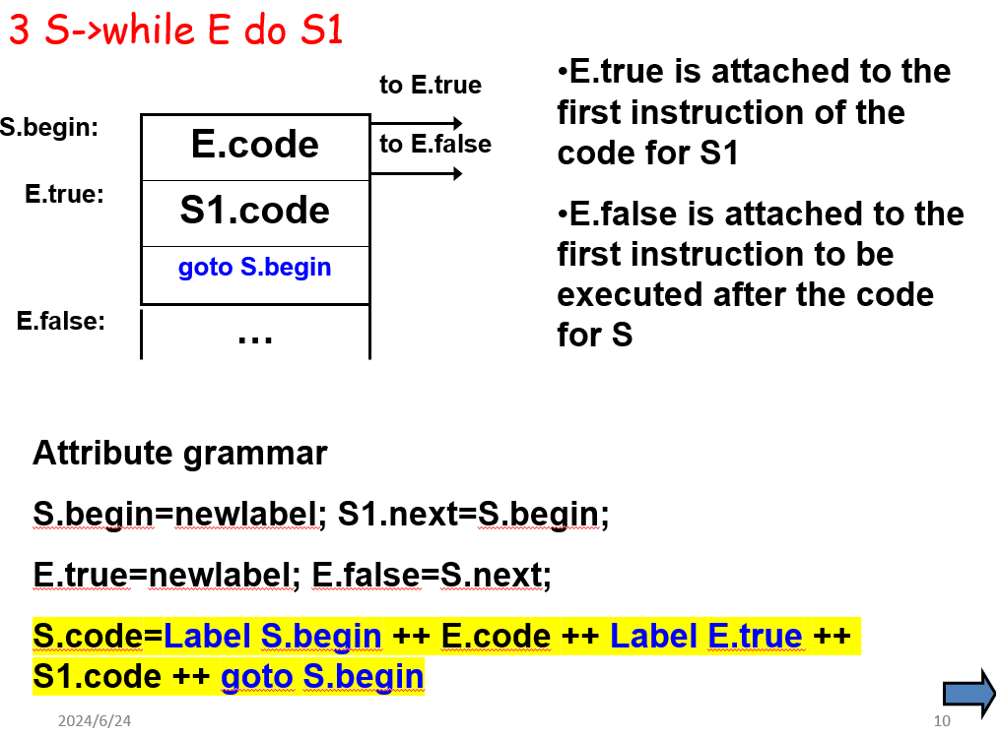 3 S->while E do S1
to E.true
S.begin:
E.code
to E.false
E.true:
S1.code
goto S.begin
E.false:
...
•E.true is attached to the
first instruction of the
code for S1
•E.false is attached to the
first instruction to be
executed after the code
for S
Attribute grammar
S.begin=newlabel; S1.next=S.begin;
E.true=newlabel; E.false=S.next;
S.code=Label S.begin ++ E.code ++ Label E.true ++
S1.code ++ goto S.begin
2024/6/24
10